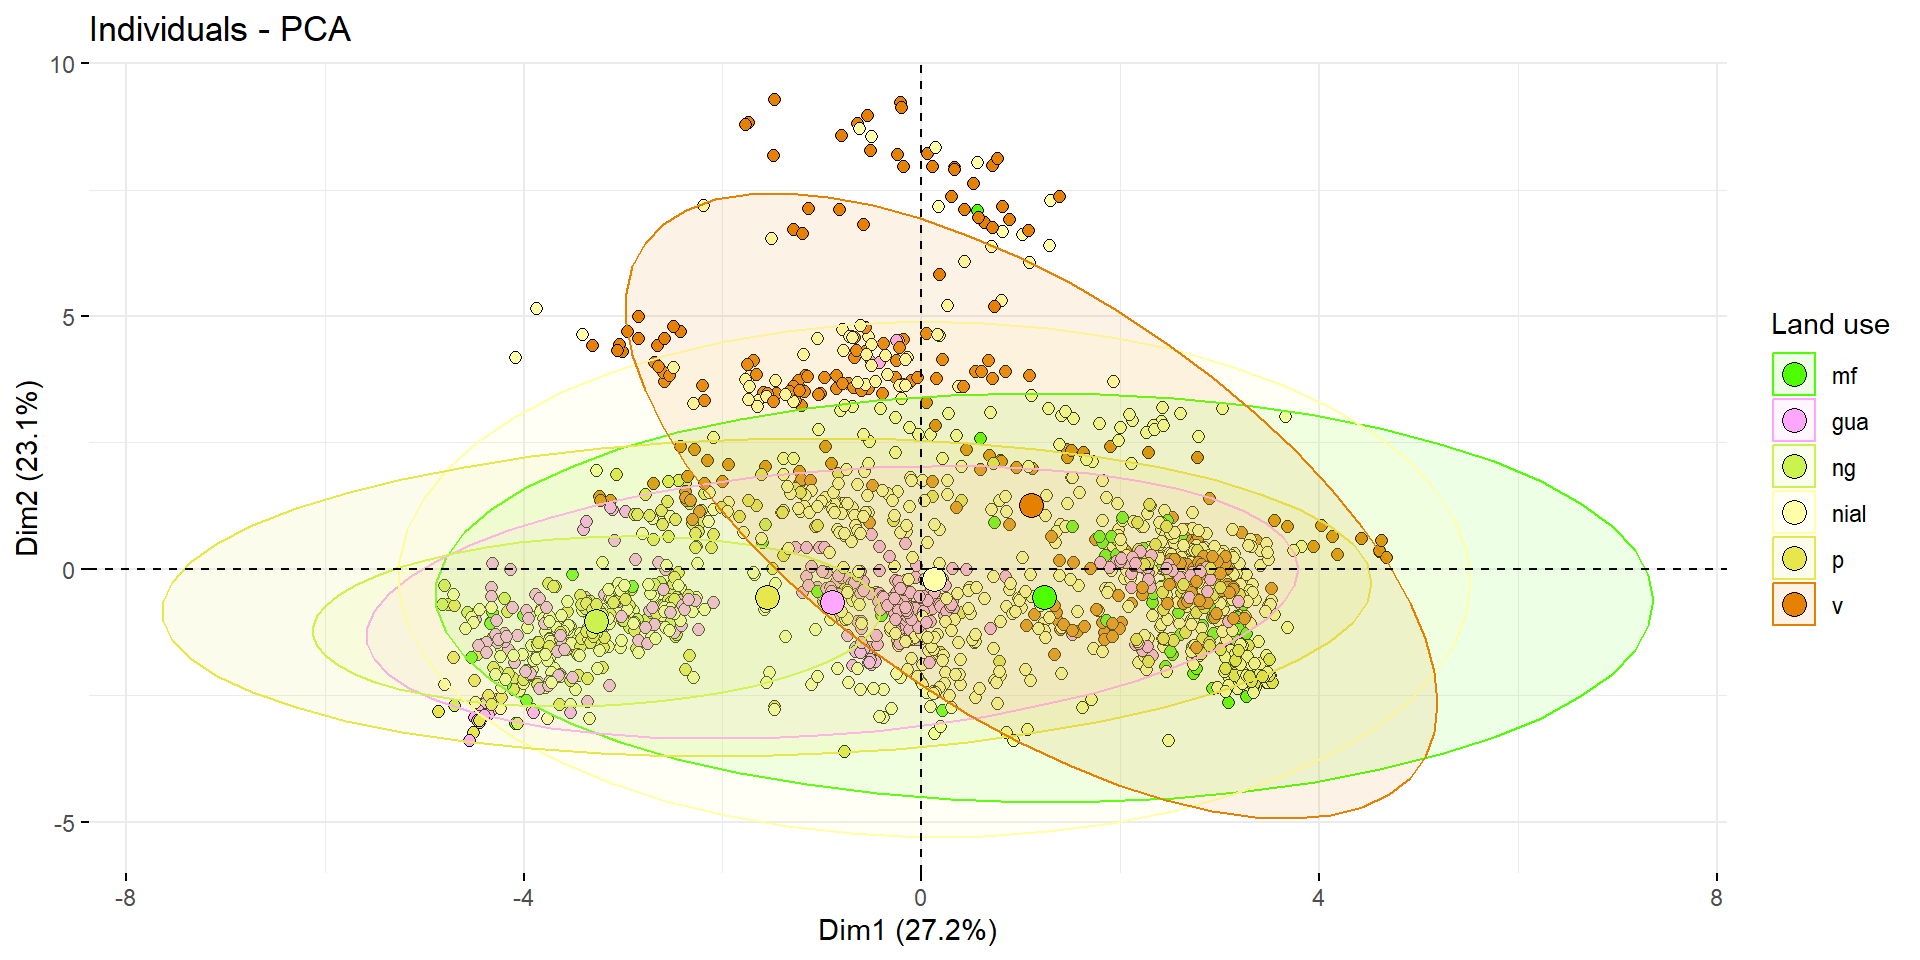 Individuals - PCA
10
5
0
-5
Dim2 (23.1%)
-8
-4
0
4
8
Dim1 (27.2%)
Land use
mf
gua
ng
nial
p
v